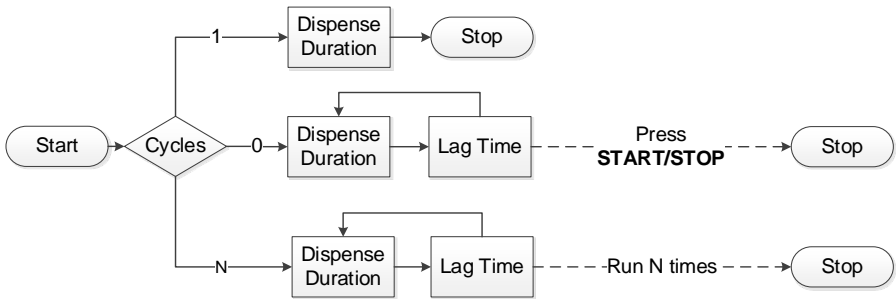 1
Dispense
Duration
Stop
Start
Cycles
0
Dispense
Duration
Lag Time
Press
START/STOP
Stop
N
Dispense
Duration
Lag Time
Run N times
Stop